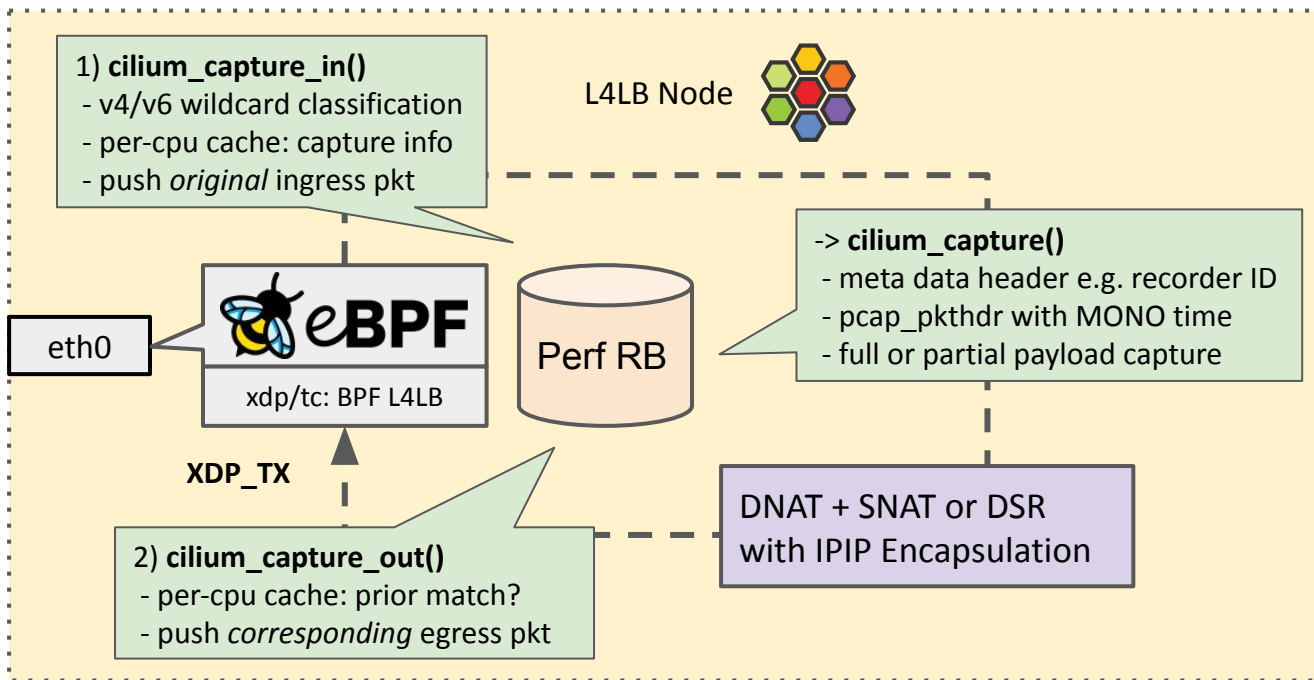 1) cilium_capture_in()
- v4/v6 wildcard classification
- per-cpu cache: capture info
- push original ingress pkt
L4LB Node
-> cilium_capture()
- meta data header e.g. recorder ID
- pcap_pkthdr with MONO time
- full or partial payload capture
eth0
eBPF
xdp/tc: BPF L4LB
Perf RB
XDP_TX
DNAT + SNAT or DSR
with IPIP Encapsulation
2) cilium_capture_out()
- per-cpu cache: prior match?
- push corresponding egress pkt